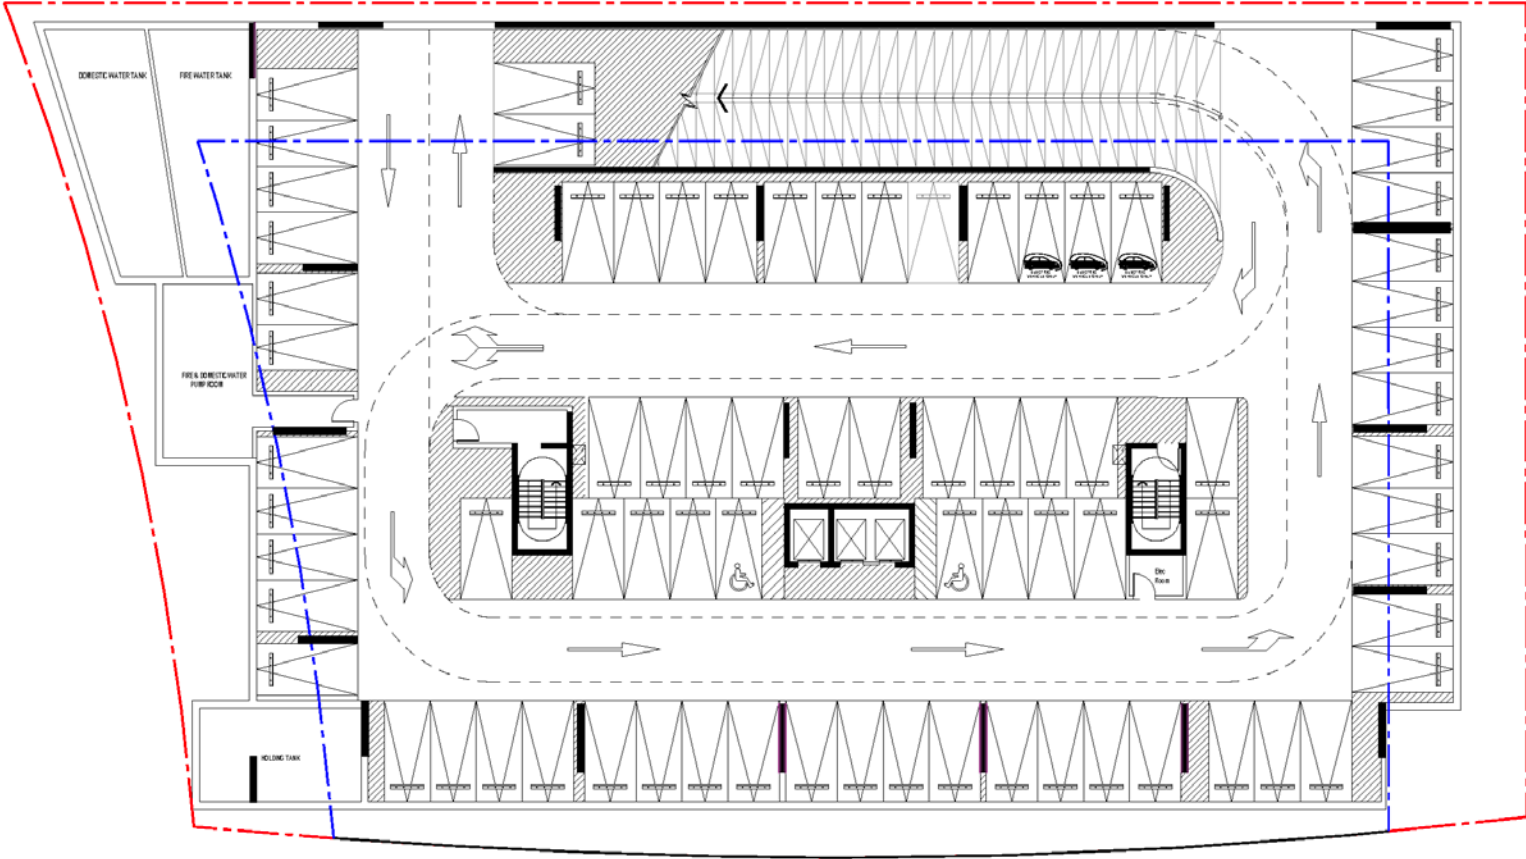 DOMESTIC WATER TANK
FIRE WATER TANK
FIRE & DOMESTIC WATER
PUMP ROOM
Elec
Room
HOLDING TANK